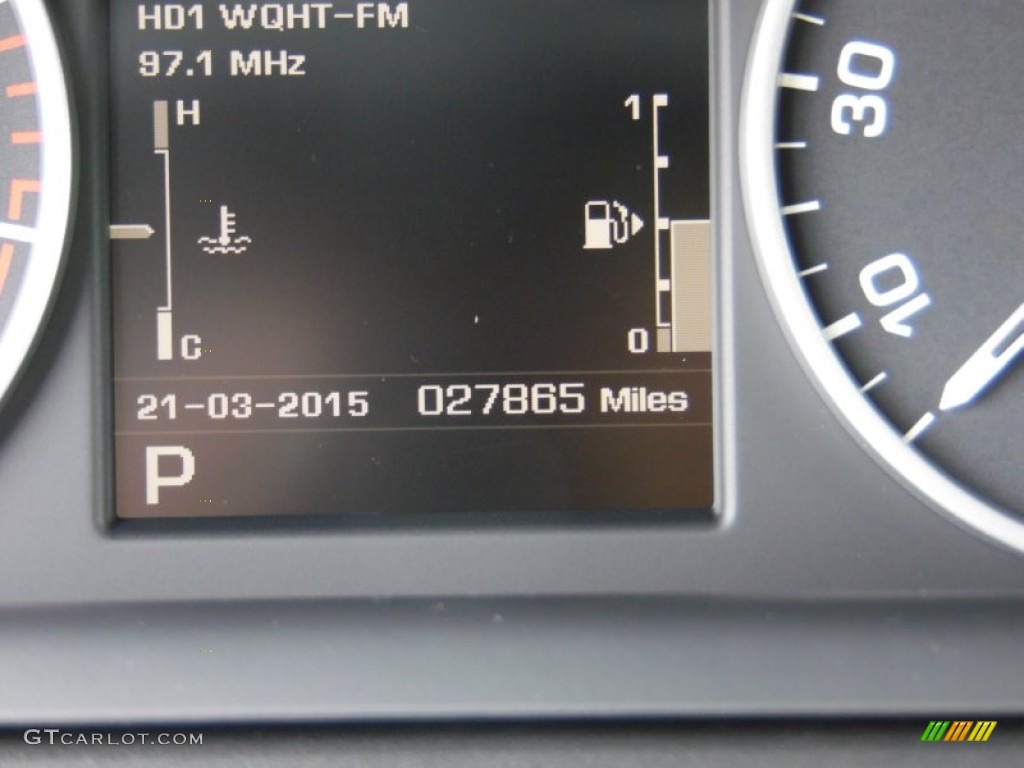 HD1 WQHT-FM
97.1 MHz
H
1
30
10
C
0
21-03-2015 027865 Miles
P
GTCARLOT.COM